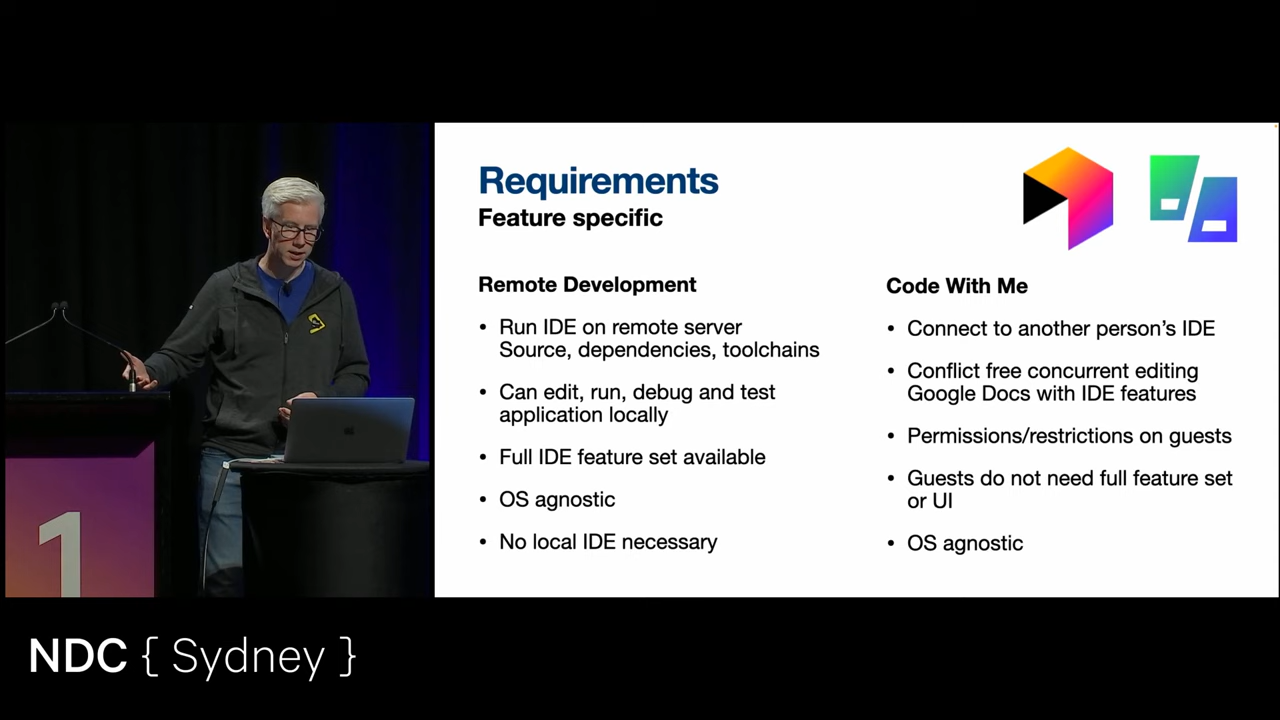 Requirements
Feature specific
Remote Development
• Run IDE on remote server
Source, dependencies, toolchains
• Can edit, run, debug and test
application locally
• Full IDE feature set available
• OS agnostic
• No local IDE necessary
Code With Me
• Connect to another person's IDE
• Conflict free concurrent editing
Google Docs with IDE features
• Permissions/restrictions on guests
• Guests do not need full feature set
or UI
• OS agnostic
1
NDC { Sydney }